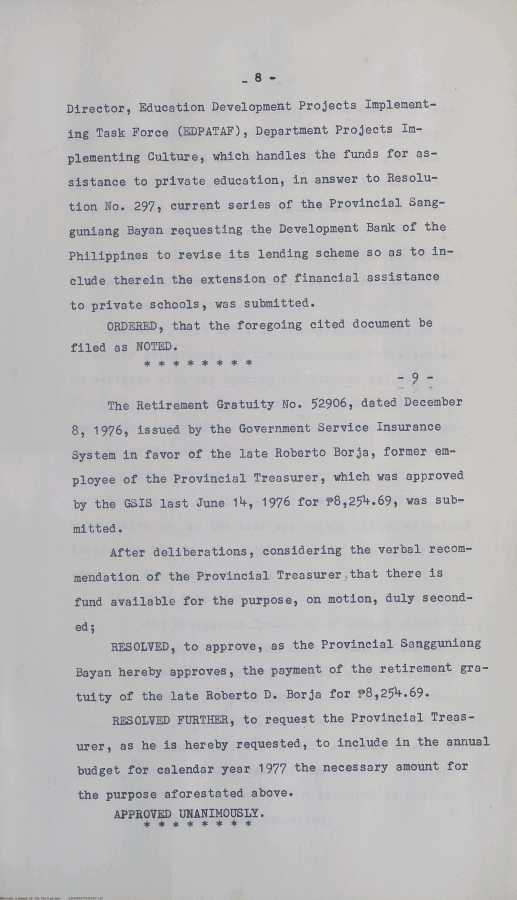 - 8 -
Director, Education Development Projects Implement-
ing Task Force (EDPATAF), Department Projects Im-
plementing Culture, which handles the funds for as-
sistance to private education, in answer to Resolu-
tion No. 297, current series of the Provincial Sang-
guniang Bayan requesting the Development Bank of the
Philippines to revise its lending scheme so as to in-
clude therein the extension of financial assistance
to private schools, was submitted.
ORDERED, that the foregoing cited document be
filed as NOTED.
* * * * * * * *
- 9 -
The Retirement Gratuity No. 52906, dated December
8, 1976, issued by the Government Service Insurance
System in favor of the late Roberto Borja, former em-
ployee of the Provincial Treasurer, which was approved
by the GSIS last June 14, 1976 for ₱8,254.69, was sub-
mitted.
After deliberations, considering the verbal recom-
mendation of the Provincial Treasurer,that there is
fund available for the purpose, on motion, duly second-
ed;
RESOLVED, to approve, as the Provincial Sangguniang
Bayan hereby approves, the payment of the retirement gra-
tuity of the late Roberto D. Borja for ₱8,254.69.
RESOLVED FURTHER, to request the Provincial Treas-
urer, as he is hereby requested, to include in the annual
budget for calendar year 1977 the necessary amount for
the purpose aforestated above.
APPROVED UNANIMOUSLY.
* * * * * * * *